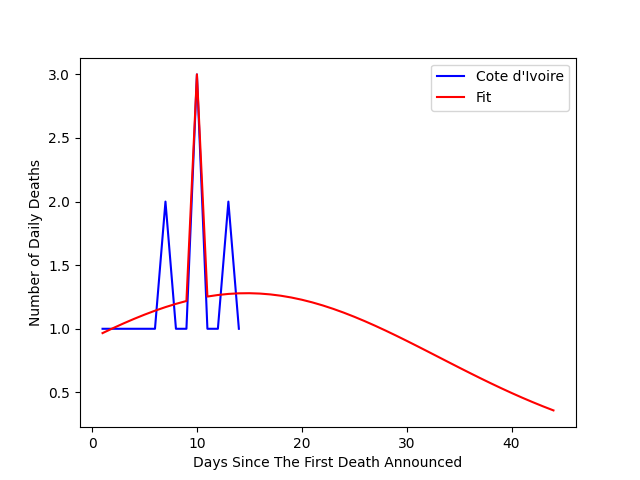 Cote d'Ivoire
Fit
Number of Daily Deaths
3.0
2.5
2.0
1.5
1.0
0.5
0 10 20 30 40
Days Since The First Death Announced